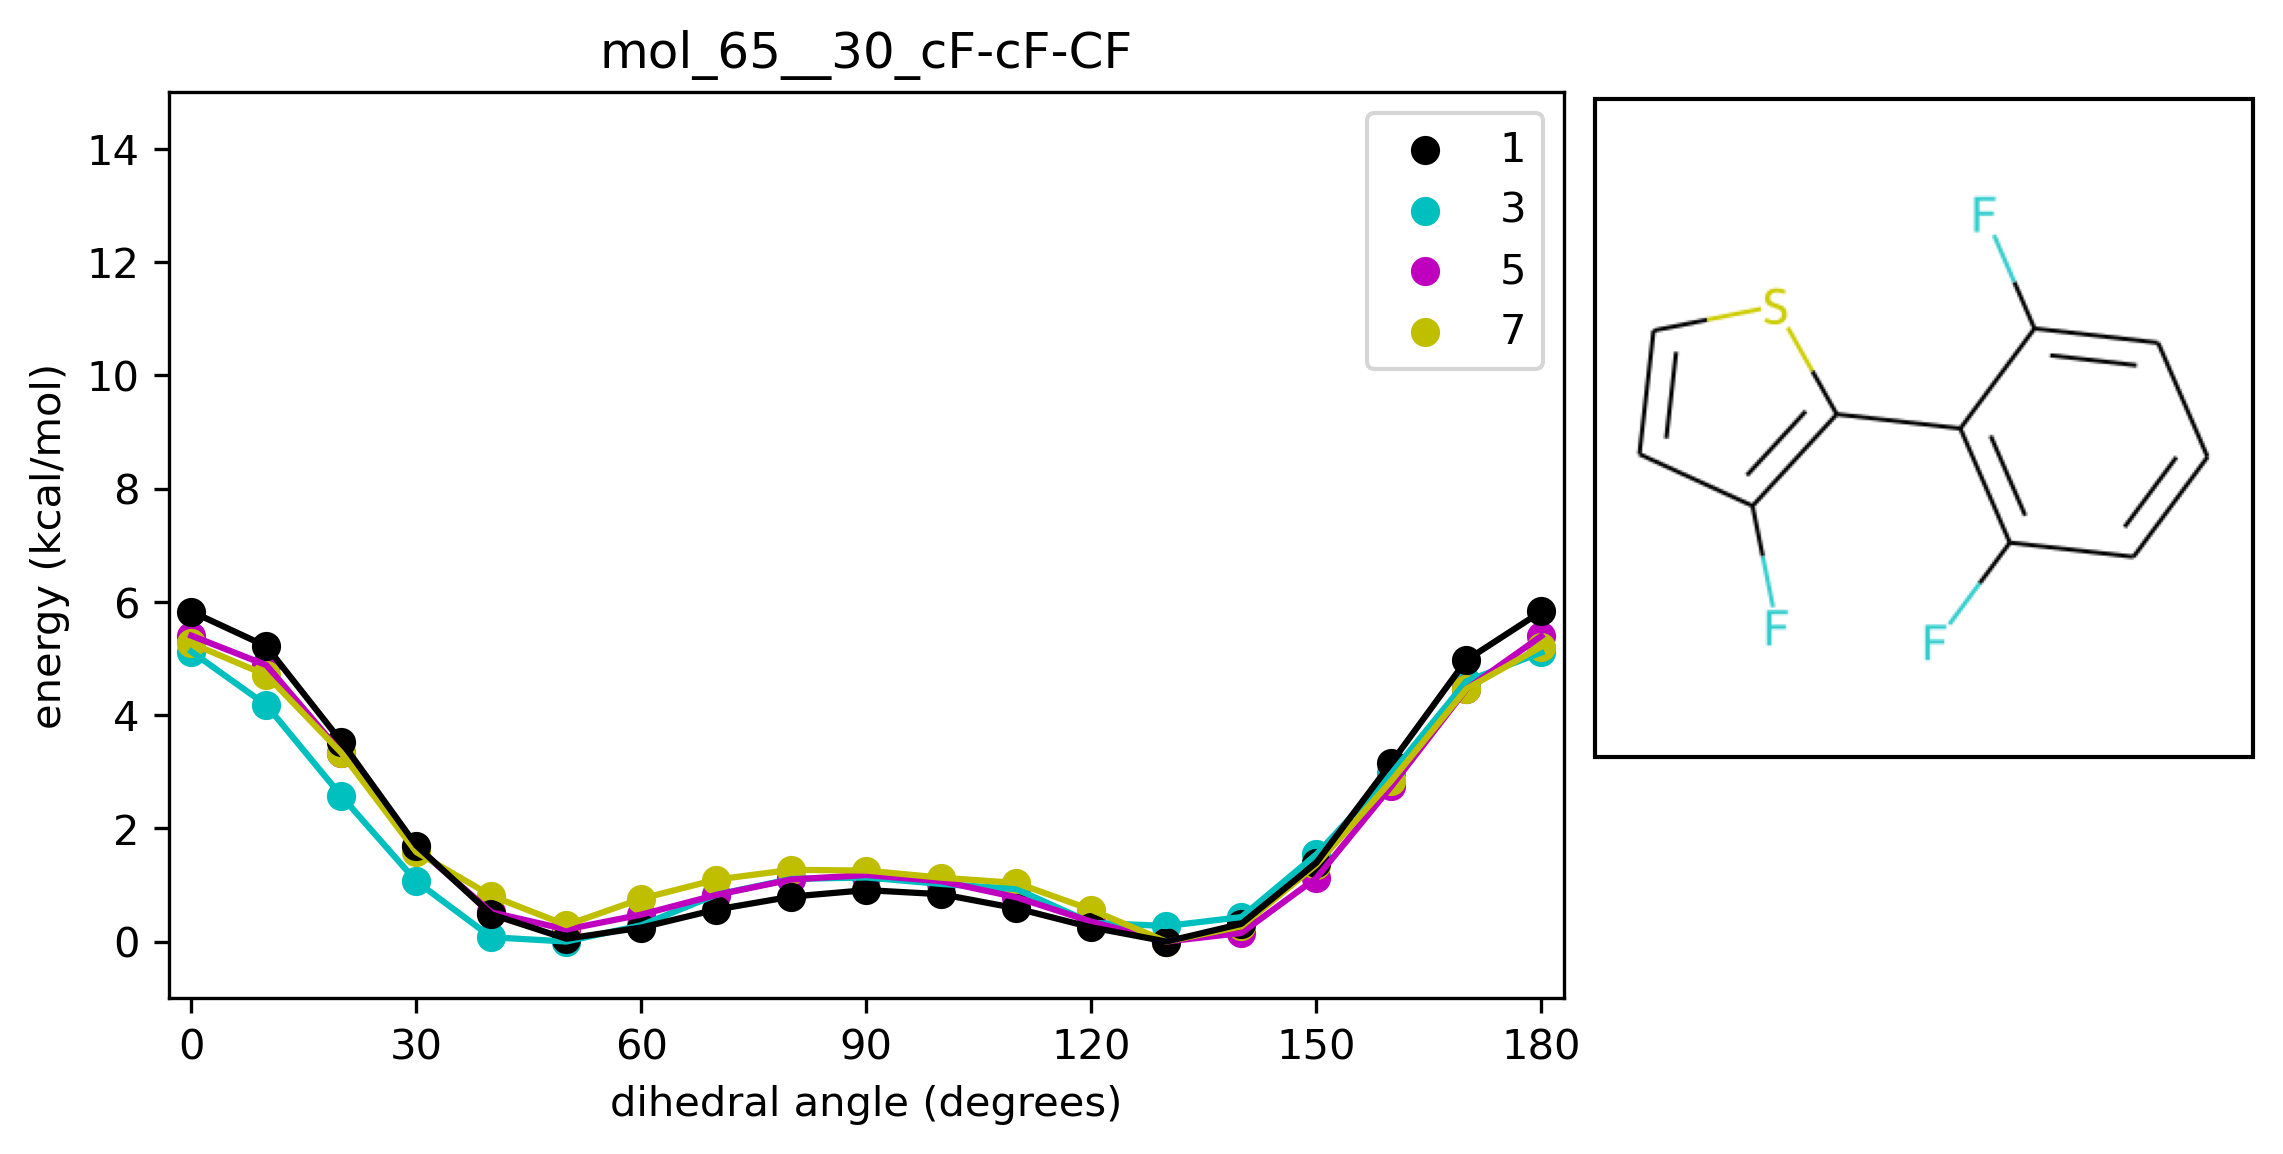 mol_65__30_cF-cF-CF
14
12
10
8
6
4
2
0
energy (kcal/mol)
0 30 60 90 120 150 180
dihedral angle (degrees)
1
3
5
7
F
S
F
F